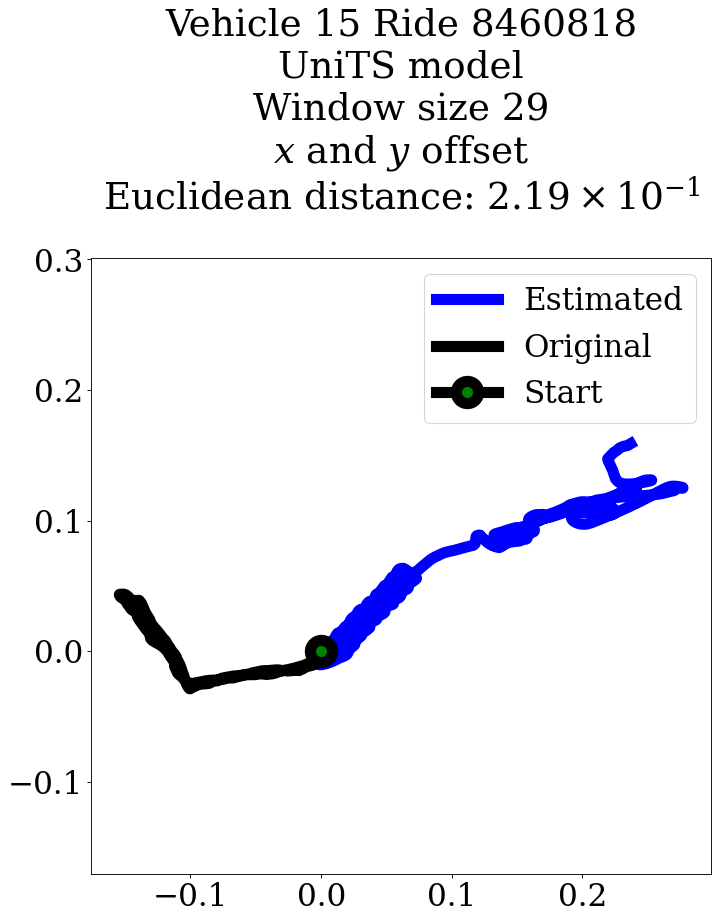 Vehicle 15 Ride 8460818
UniTS model
Window size 29
x and y offset
Euclidean distance: 2.19 × 10⁻¹
0.3
Estimated
Original
Start
0.2
0.1
0.0
−0.1
−0.1 0.0 0.1 0.2